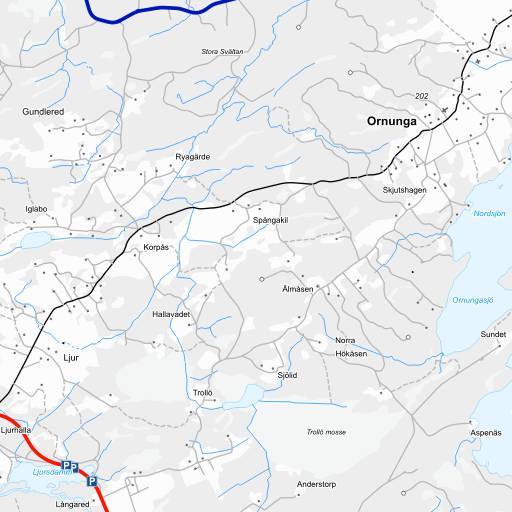 Stora Svältan
202
Gundlered
Ornunga
Ryagärde
Skjutshagen
Iglabo
Nordsjön
Spångakil
Korpås
Älmåsen
Ornungasjö
Hallavadet
Sundet
Norra
Hökåsen
Ljur
Sjölid
Trollö
Ljurhalla
Trollö mosse
Aspenäs
P P
Ljursdamm
P
Anderstorp
Långared